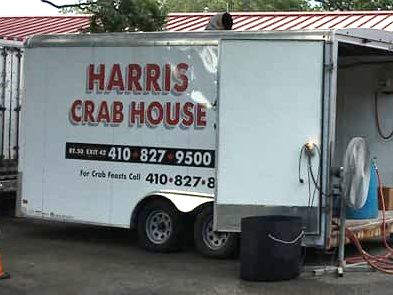 HARRIS
CRAB HOUSE
RT.50 EXIT 42 410•827•9500
For Crab Feasts Call 410•827•8